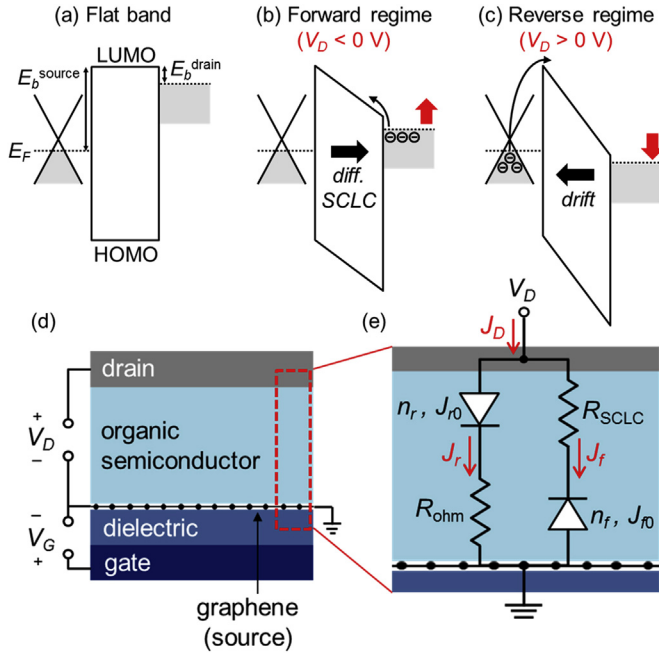 (a) Flat band
(b) Forward regime
(V_D < 0 V)
(c) Reverse regime
(V_D > 0 V)
LUMO
E_b^source
E_b^drain
E_F
HOMO
diff.
SCLC
drift
(d)
drain
+
V_D
−
organic
semiconductor
−
V_G
+
dielectric
gate
graphene
(source)
(e)
V_D
J_D
n_r , J_r0
R_SCLC
J_r
J_f
R_ohm
n_f , J_f0